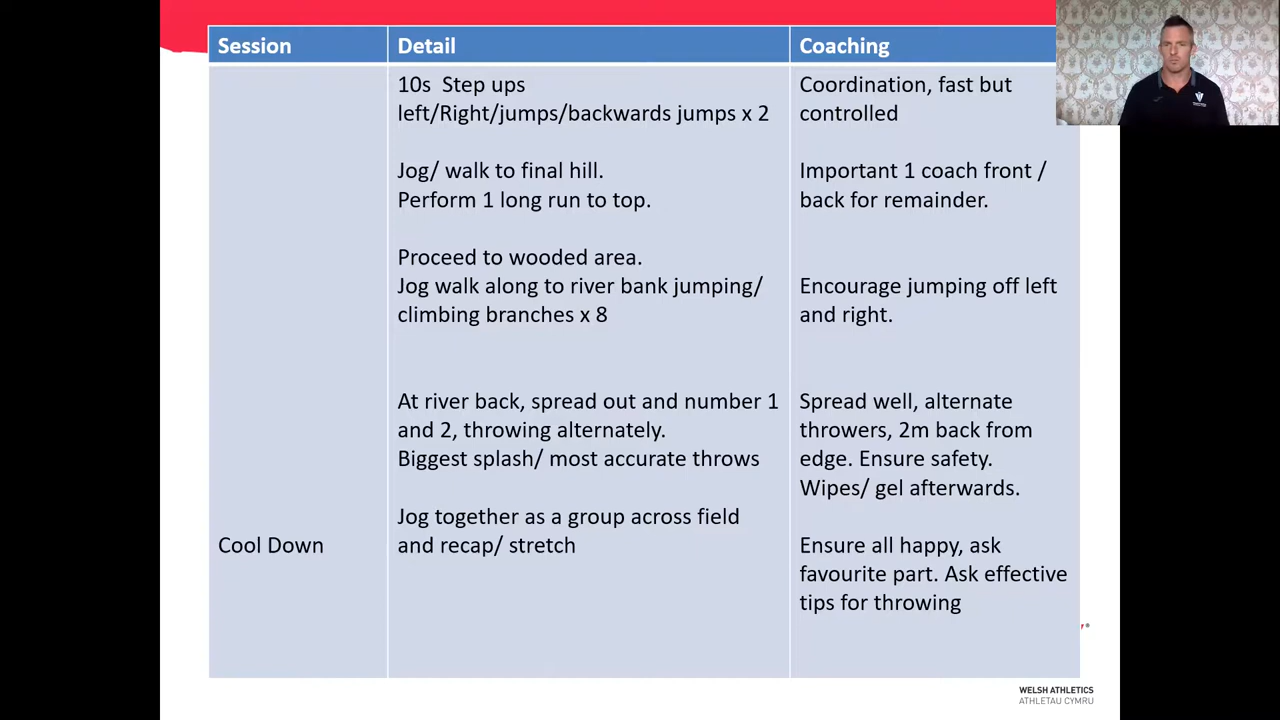 Session
Detail
Coaching
10s  Step ups
left/Right/jumps/backwards jumps x 2
Coordination, fast but
controlled
Jog/ walk to final hill.
Perform 1 long run to top.
Important 1 coach front /
back for remainder.
Proceed to wooded area.
Jog walk along to river bank jumping/
climbing branches x 8
Encourage jumping off left
and right.
At river back, spread out and number 1
and 2, throwing alternately.
Biggest splash/ most accurate throws
Spread well, alternate
throwers, 2m back from
edge. Ensure safety.
Wipes/ gel afterwards.
Cool Down
Jog together as a group across field
and recap/ stretch
Ensure all happy, ask
favourite part. Ask effective
tips for throwing
WELSH ATHLETICS
ATHLETAU CYMRU